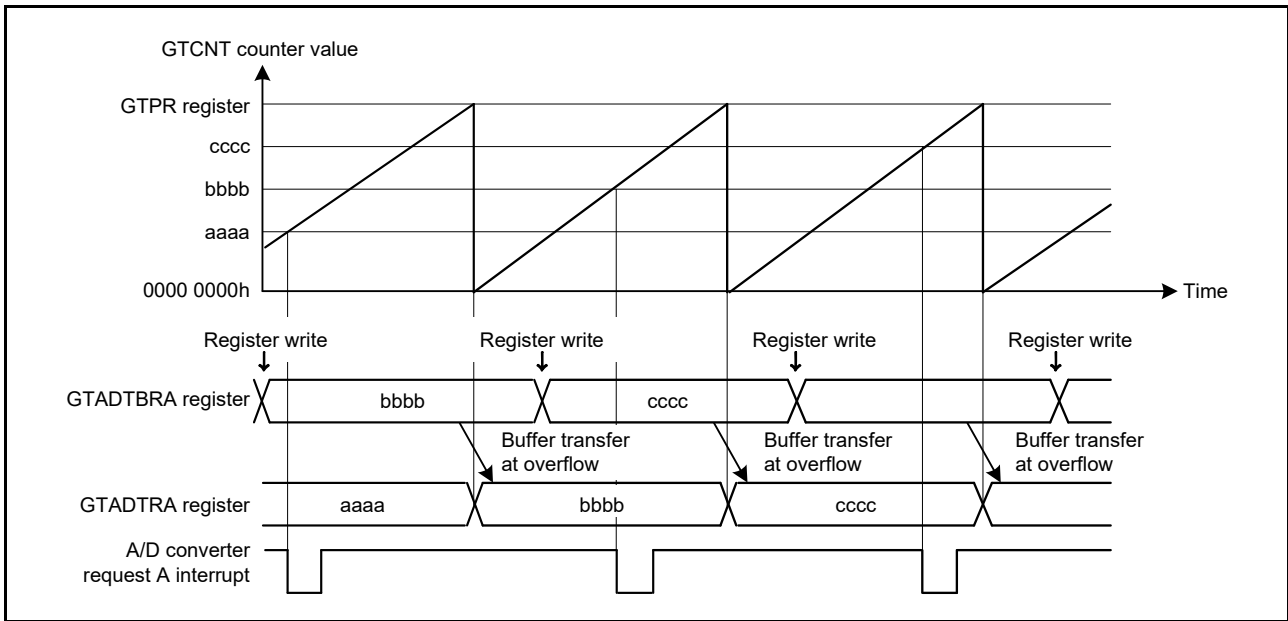 GTCNT counter value
GTPR register
cccc
bbbb
aaaa
0000 0000h
Time
Register write
Register write
Register write
Register write
GTADTBRA register
bbbb
cccc
Buffer transfer
at overflow
Buffer transfer
at overflow
Buffer transfer
at overflow
GTADTRA register
aaaa
bbbb
cccc
A/D converter
request A interrupt